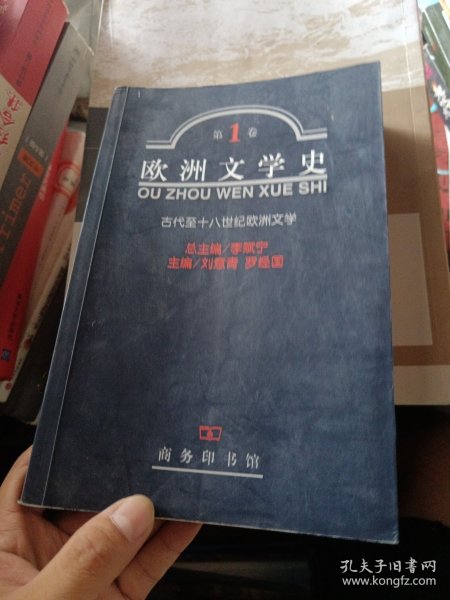 第1卷
欧洲文学史
OU ZHOU WEN XUE SHI
古代至十八世纪欧洲文学
总主编/李赋宁
主编/刘意青 罗经国
商务印书馆
孔夫子旧书网
www.kongfz.com